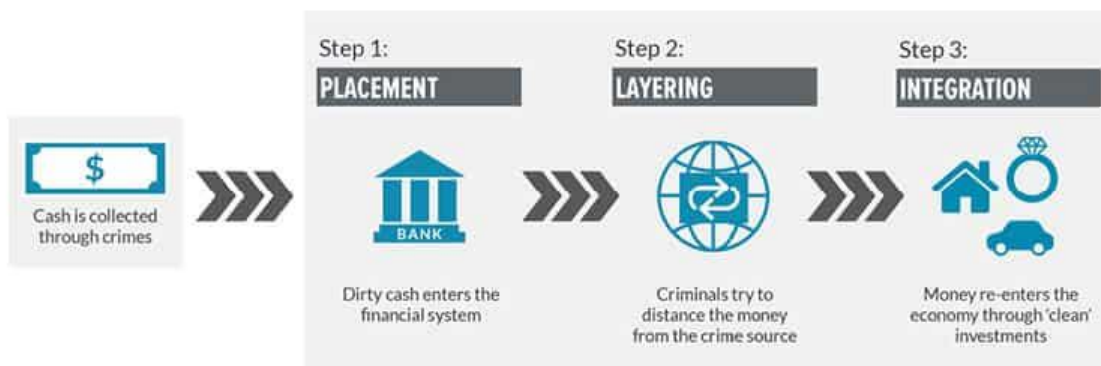 $
Cash is collected
through crimes
Step 1:
PLACEMENT
BANK
Dirty cash enters the
financial system
Step 2:
LAYERING
Criminals try to
distance the money
from the crime source
Step 3:
INTEGRATION
Money re-enters the
economy through 'clean'
investments